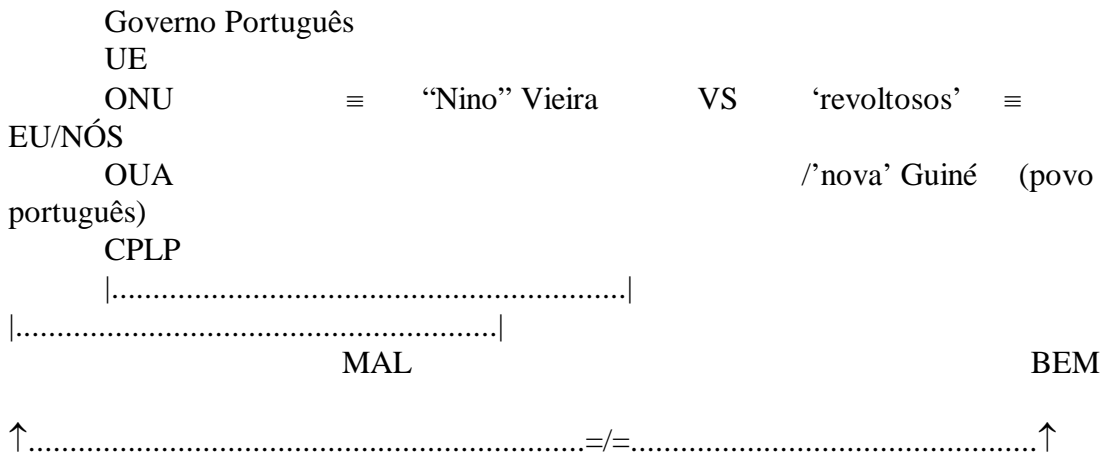 Governo Português
UE
ONU ≡ “Nino” Vieira VS ‘revoltosos’ ≡
EU/NÓS
OUA /’nova’ Guiné (povo
português)
CPLP
|...............................................................|
|...........................................................|
MAL BEM
↑....................................................................=/=.................................................↑